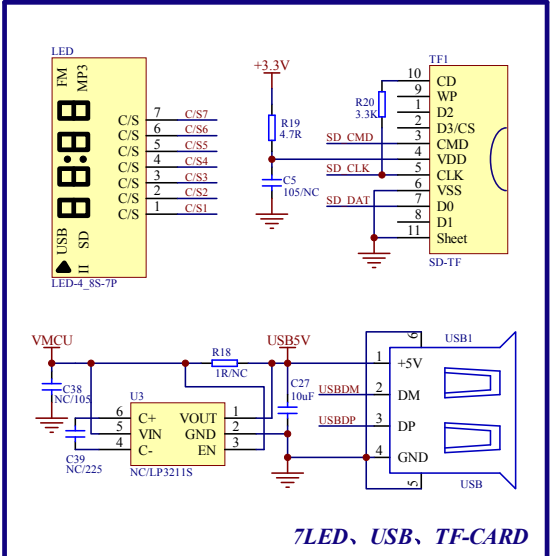 LED
FM
MP3
C/S 7 C/S7
C/S 6 C/S6
C/S 5 C/S5
C/S 4 C/S4
C/S 3 C/S3
C/S 2 C/S2
C/S 1 C/S1
USB
SD
II
LED-4_8S-7P
+3.3V
R19
4.7R
C5
105/NC
R20
3.3K
SD_CMD
SD_CLK
SD_DAT
TF1
10 CD
9 WP
1 D2
2 D3/CS
3 CMD
4 VDD
5 CLK
6 VSS
7 D0
8 D1
11 Sheet
SD-TF
VMCU
C38
NC/105
C39
NC/225
U3
6 C+
5 VIN
4 C-
VOUT 1
GND 2
EN 3
NC/LP3211S
R18
1R/NC
USB5V
C27
10uF
USBDM
USBDP
USB1
6
1 +5V
2 DM
3 DP
4 GND
5
USB
7LED、USB、TF-CARD